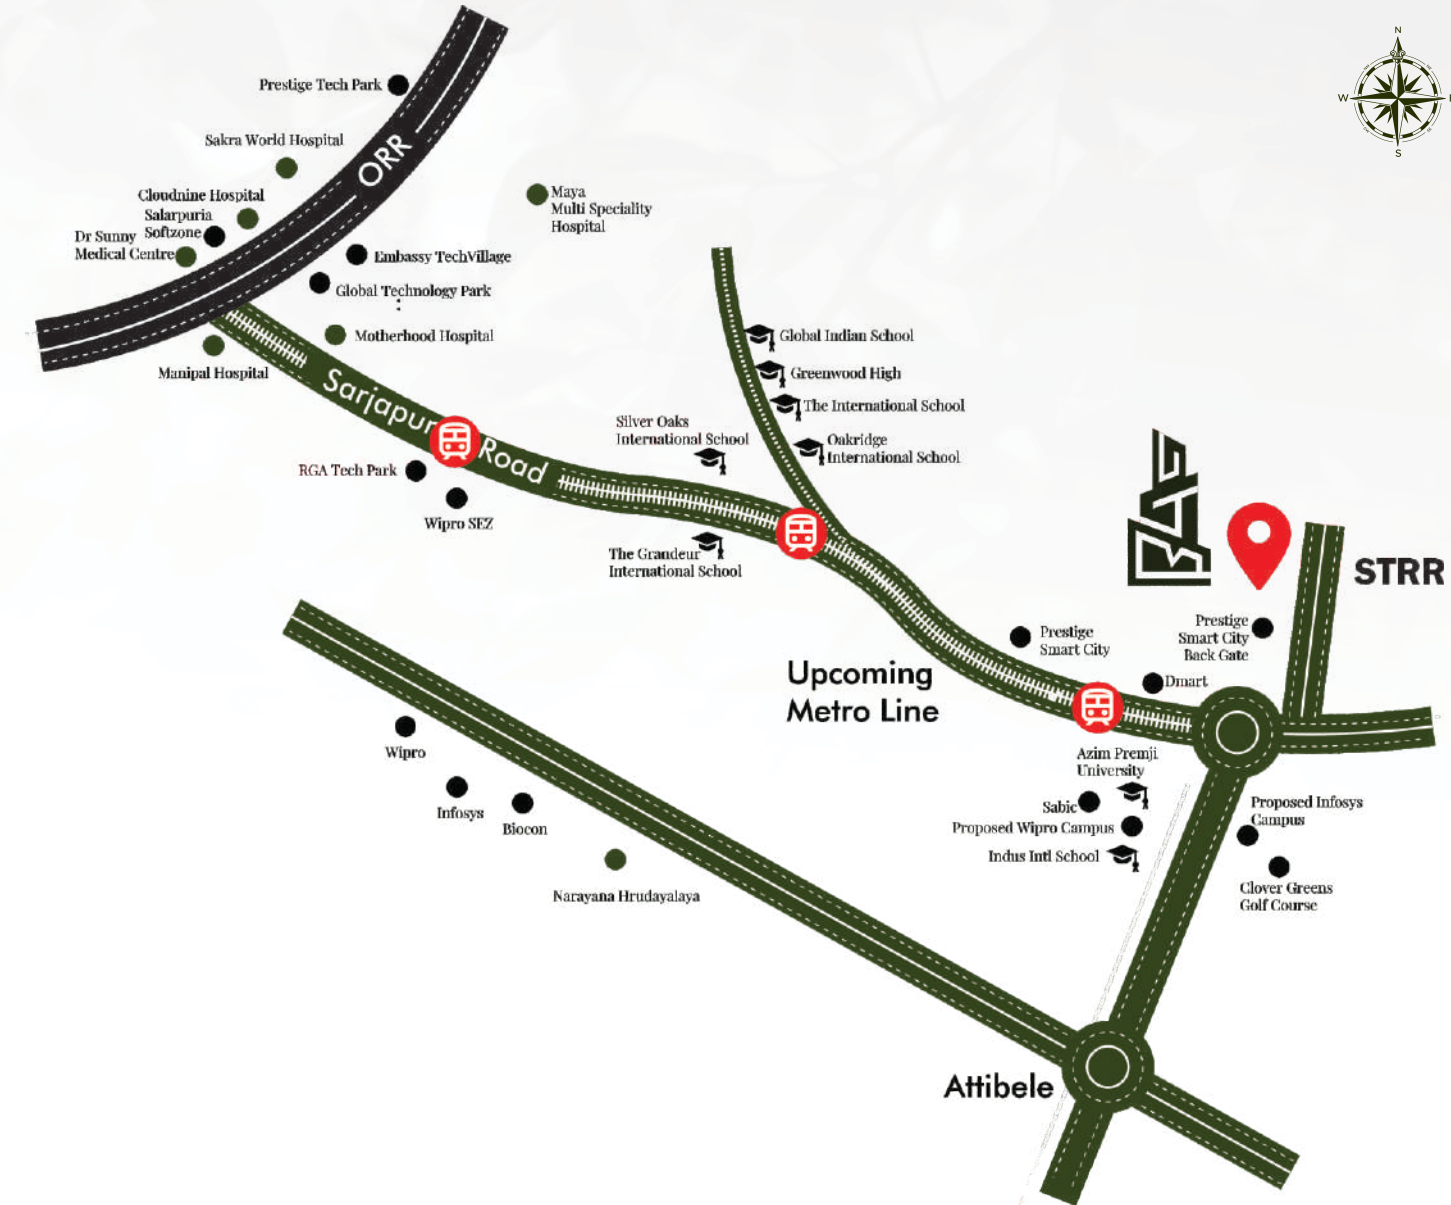 N
W
S
Prestige Tech Park
ORR
Sakra World Hospital
Cloudnine Hospital
Salarpuria
Softzone
Dr Sunny
Medical Centre
Maya
Multi Speciality
Hospital
Embassy TechVillage
Global Technology Park
Motherhood Hospital
Manipal Hospital
Sarjapur Road
Global Indian School
Greenwood High
The International School
Oakridge
International School
Silver Oaks
International School
RGA Tech Park
Wipro SEZ
The Grandeur
International School
STRR
Prestige
Smart City
Back Gate
Prestige
Smart City
Dmart
Upcoming
Metro Line
Wipro
Infosys
Biocon
Narayana Hrudayalaya
Azim Premji
University
Sabic
Proposed Wipro Campus
Indus Intl School
Proposed Infosys
Campus
Clover Greens
Golf Course
Attibele